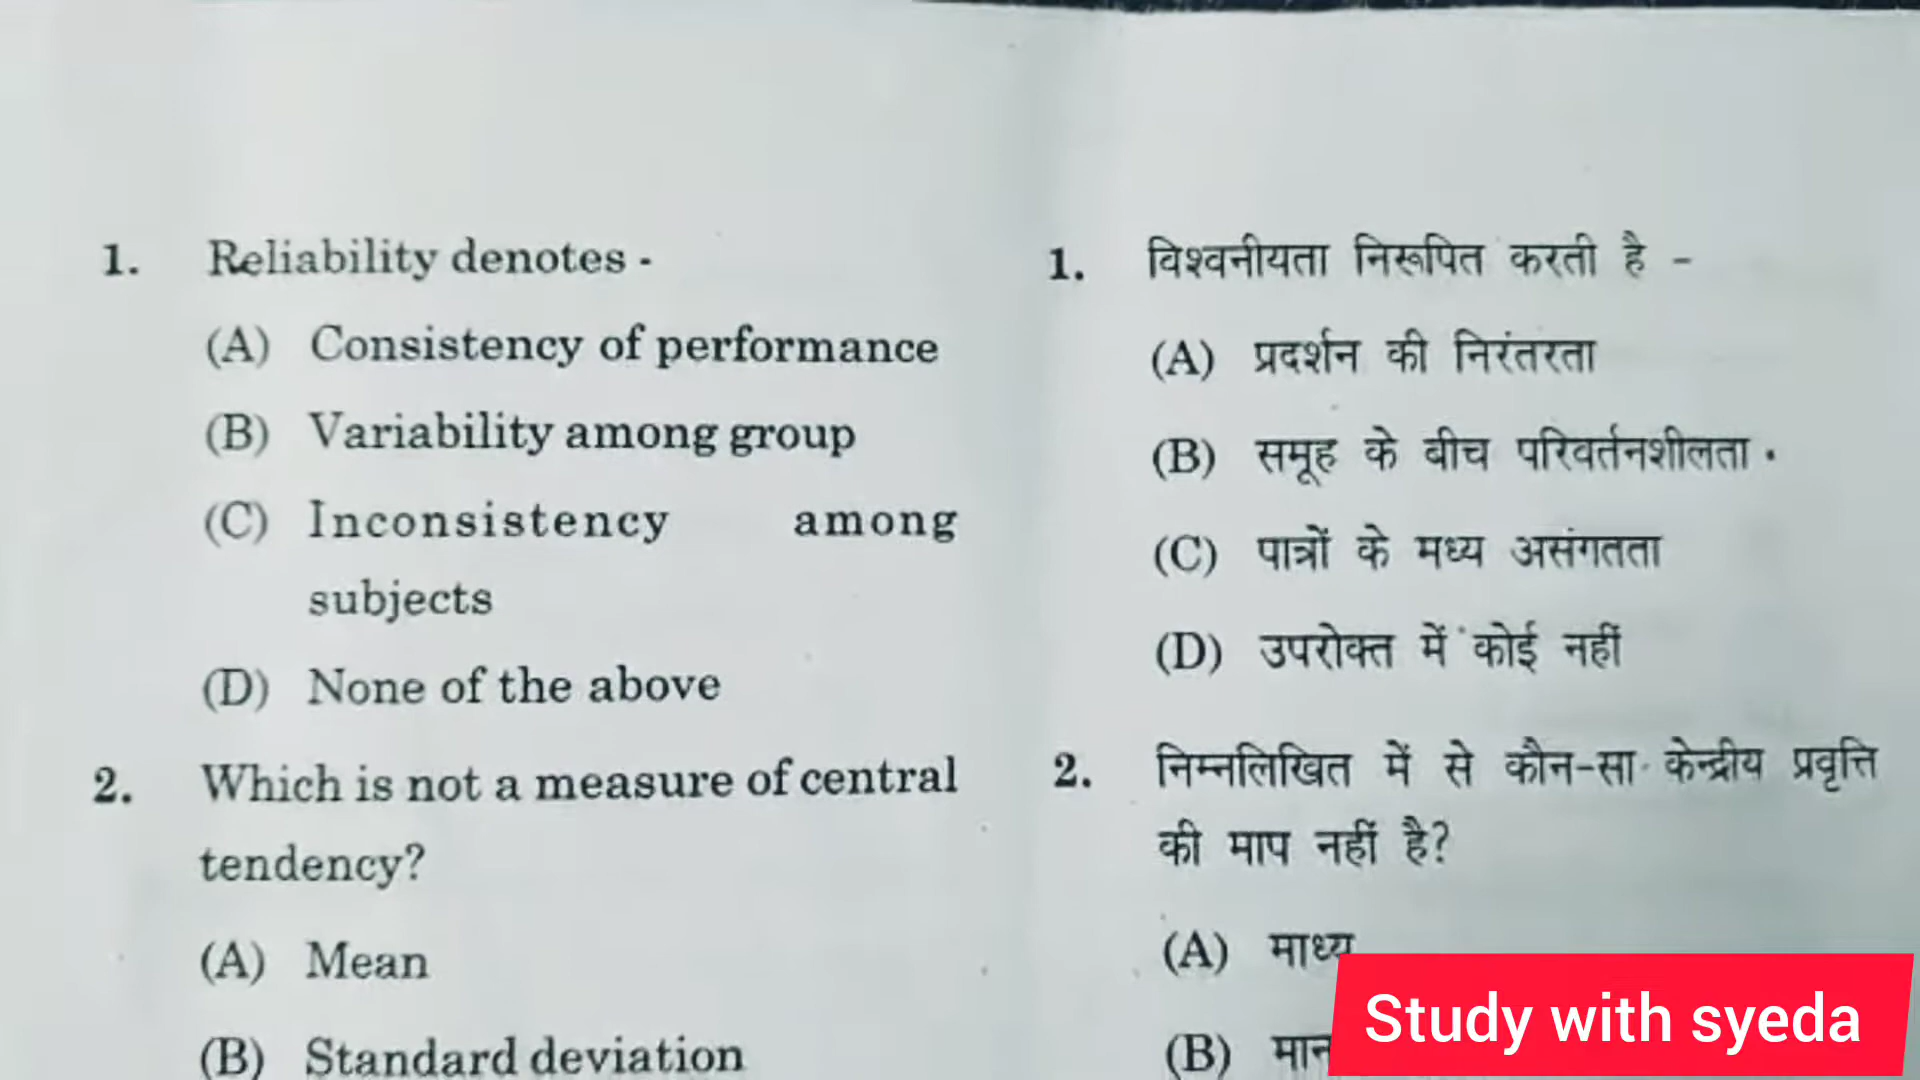 1. Reliability denotes -
(A) Consistency of performance
(B) Variability among group
(C) Inconsistency among
subjects
(D) None of the above
2. Which is not a measure of central
tendency?
(A) Mean
(B) Standard deviation
1. विश्वनीयता निरूपित करती है -
(A) प्रदर्शन की निरंतरता
(B) समूह के बीच परिवर्तनशीलता
(C) पात्रों के मध्य असंगतता
(D) उपरोक्त में कोई नहीं
2. निम्नलिखित में से कौन-सा केन्द्रीय प्रवृत्ति
की माप नहीं है?
(A) माध्य
(B)
Study with syeda